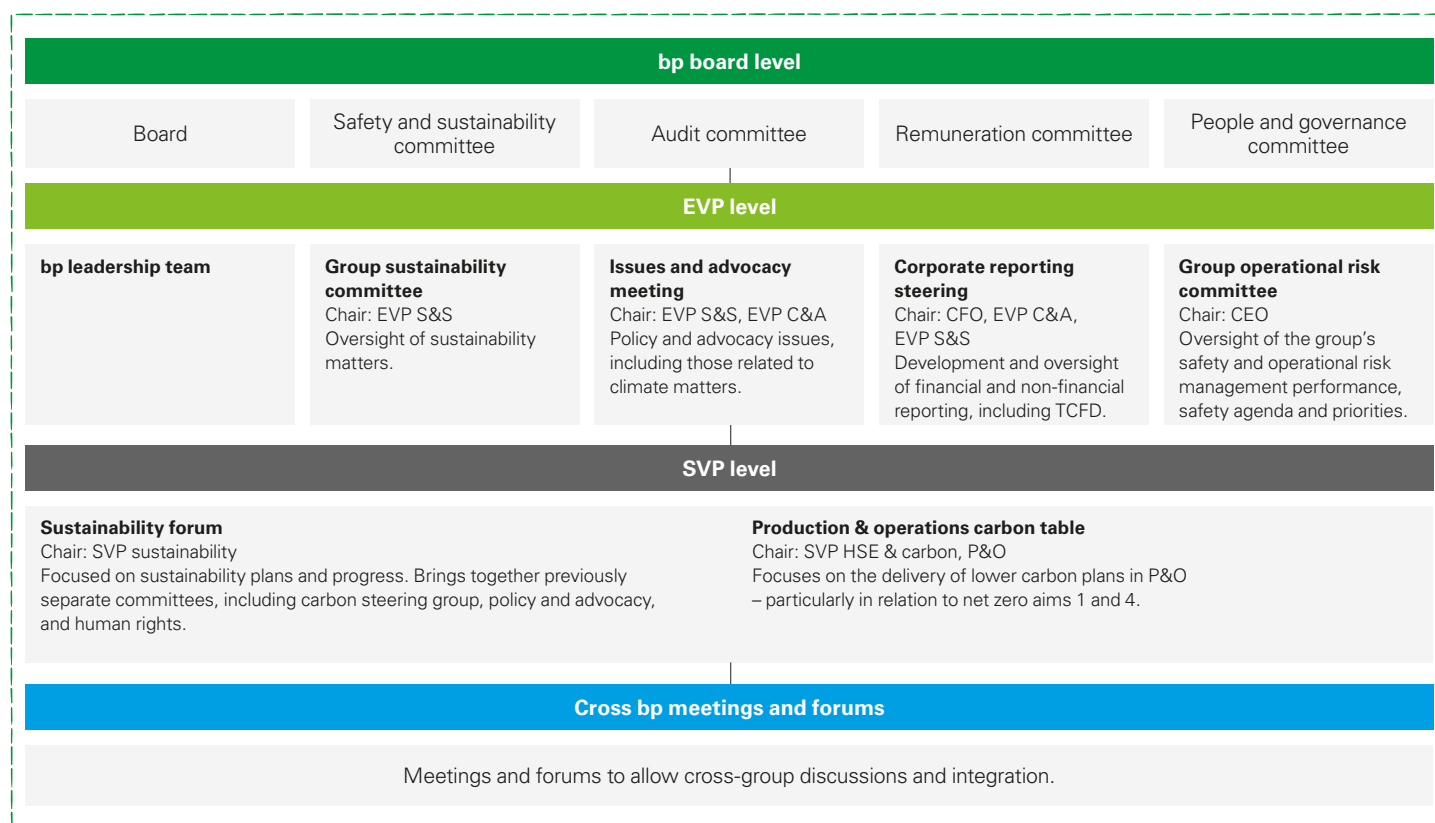 bp board level
Board
Safety and sustainability
committee
Audit committee
Remuneration committee
People and governance
committee
EVP level
bp leadership team
Group sustainability
committee
Chair: EVP S&S
Oversight of sustainability
matters.
Issues and advocacy
meeting
Chair: EVP S&S, EVP C&A
Policy and advocacy issues,
including those related to
climate matters.
Corporate reporting
steering
Chair: CFO, EVP C&A,
EVP S&S
Development and oversight
of financial and non-financial
reporting, including TCFD.
Group operational risk
committee
Chair: CEO
Oversight of the group’s
safety and operational risk
management performance,
safety agenda and priorities.
SVP level
Sustainability forum
Chair: SVP sustainability
Focused on sustainability plans and progress. Brings together previously
separate committees, including carbon steering group, policy and advocacy,
and human rights.
Production & operations carbon table
Chair: SVP HSE & carbon, P&O
Focuses on the delivery of lower carbon plans in P&O
– particularly in relation to net zero aims 1 and 4.
Cross bp meetings and forums
Meetings and forums to allow cross-group discussions and integration.